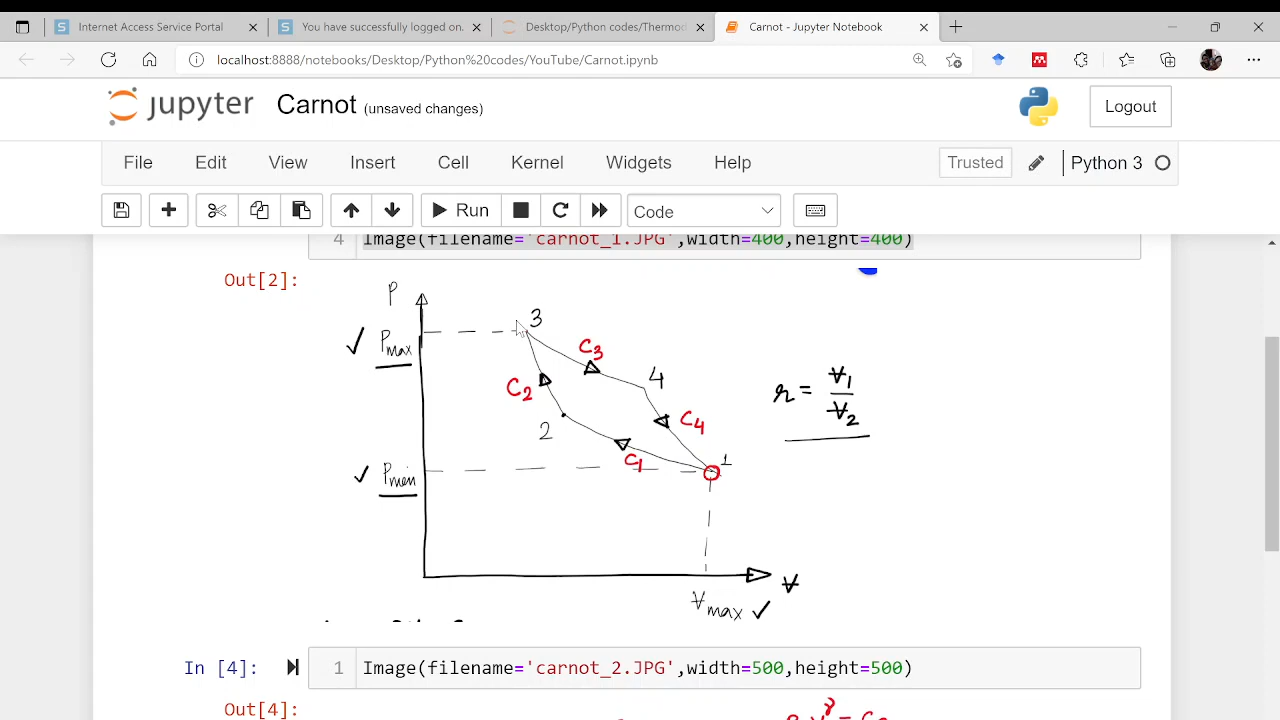 Internet Access Service Portal
You have successfully logged on.
Desktop/Python codes/Thermod
Carnot - Jupyter Notebook
localhost:8888/notebooks/Desktop/Python%20codes/YouTube/Carnot.ipynb
jupyter Carnot (unsaved changes)
Logout
File Edit View Insert Cell Kernel Widgets Help
Trusted
Python 3
Run
Code
4 Image(filename='carnot_1.JPG',width=400,height=400)
Out[2]:
P
3
Pmax
C3
4
C2
r = V1/V2
2
C4
C1
1
Pmin
V
Vmax
In [4]:
1 Image(filename='carnot_2.JPG',width=500,height=500)
Out[4]: